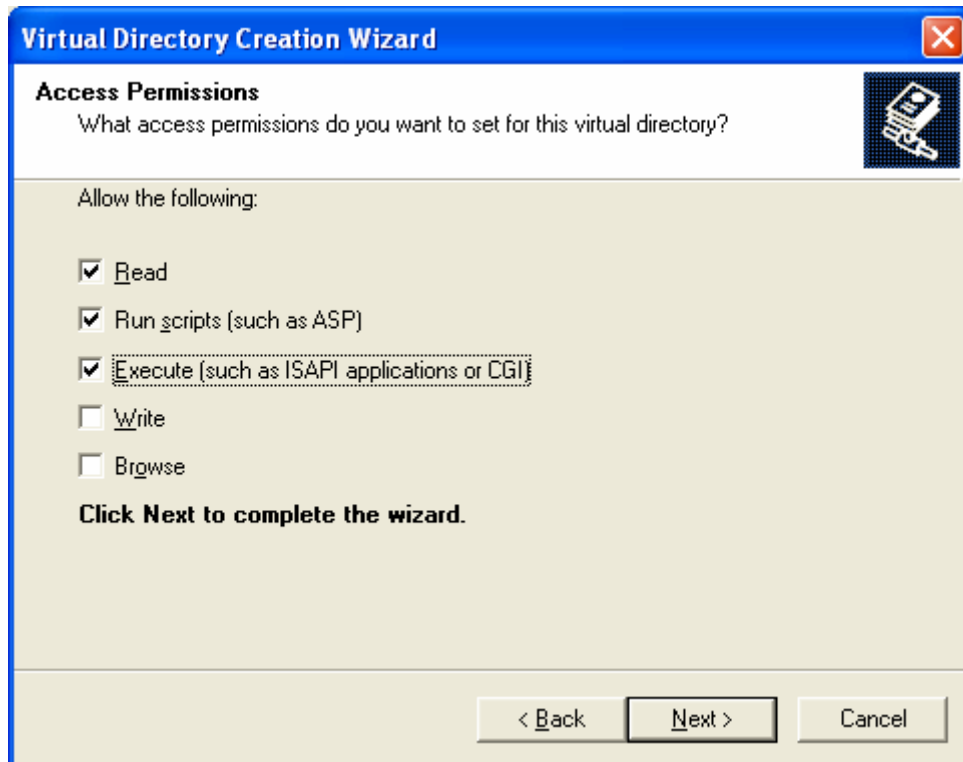 Virtual Directory Creation Wizard
Access Permissions
What access permissions do you want to set for this virtual directory?
Allow the following:
Read
Run scripts (such as ASP)
Execute (such as ISAPI applications or CGI)
Write
Browse
Click Next to complete the wizard.
< Back Next > Cancel